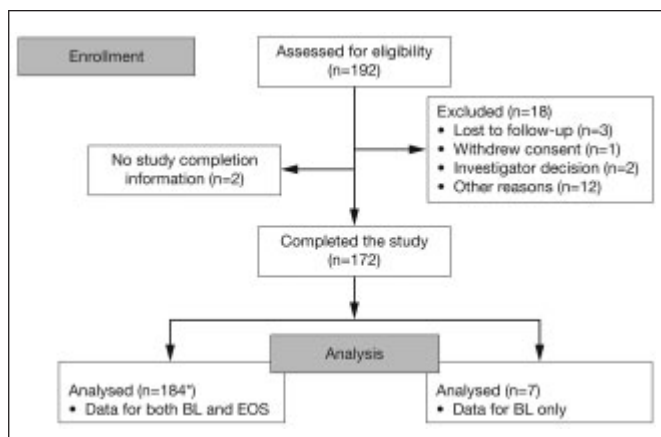 Enrollment
Assessed for eligibility
(n=192)
Excluded (n=18)
• Lost to follow-up (n=3)
• Withdrew consent (n=1)
• Investigator decision (n=2)
• Other reasons (n=12)
No study completion
information (n=2)
Completed the study
(n=172)
Analysis
Analysed (n=184*)
• Data for both BL and EOS
Analysed (n=7)
• Data for BL only